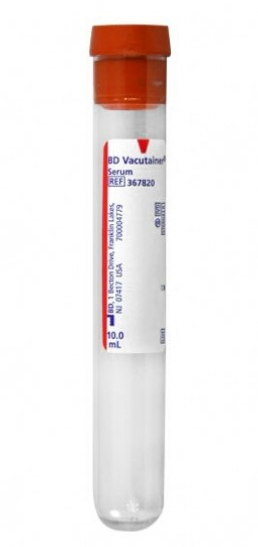 BD Vacutainer®
Serum
REF 367820
BD, 1 Becton Drive, Franklin Lakes,
NJ 07417 USA 700004779
10.0
mL